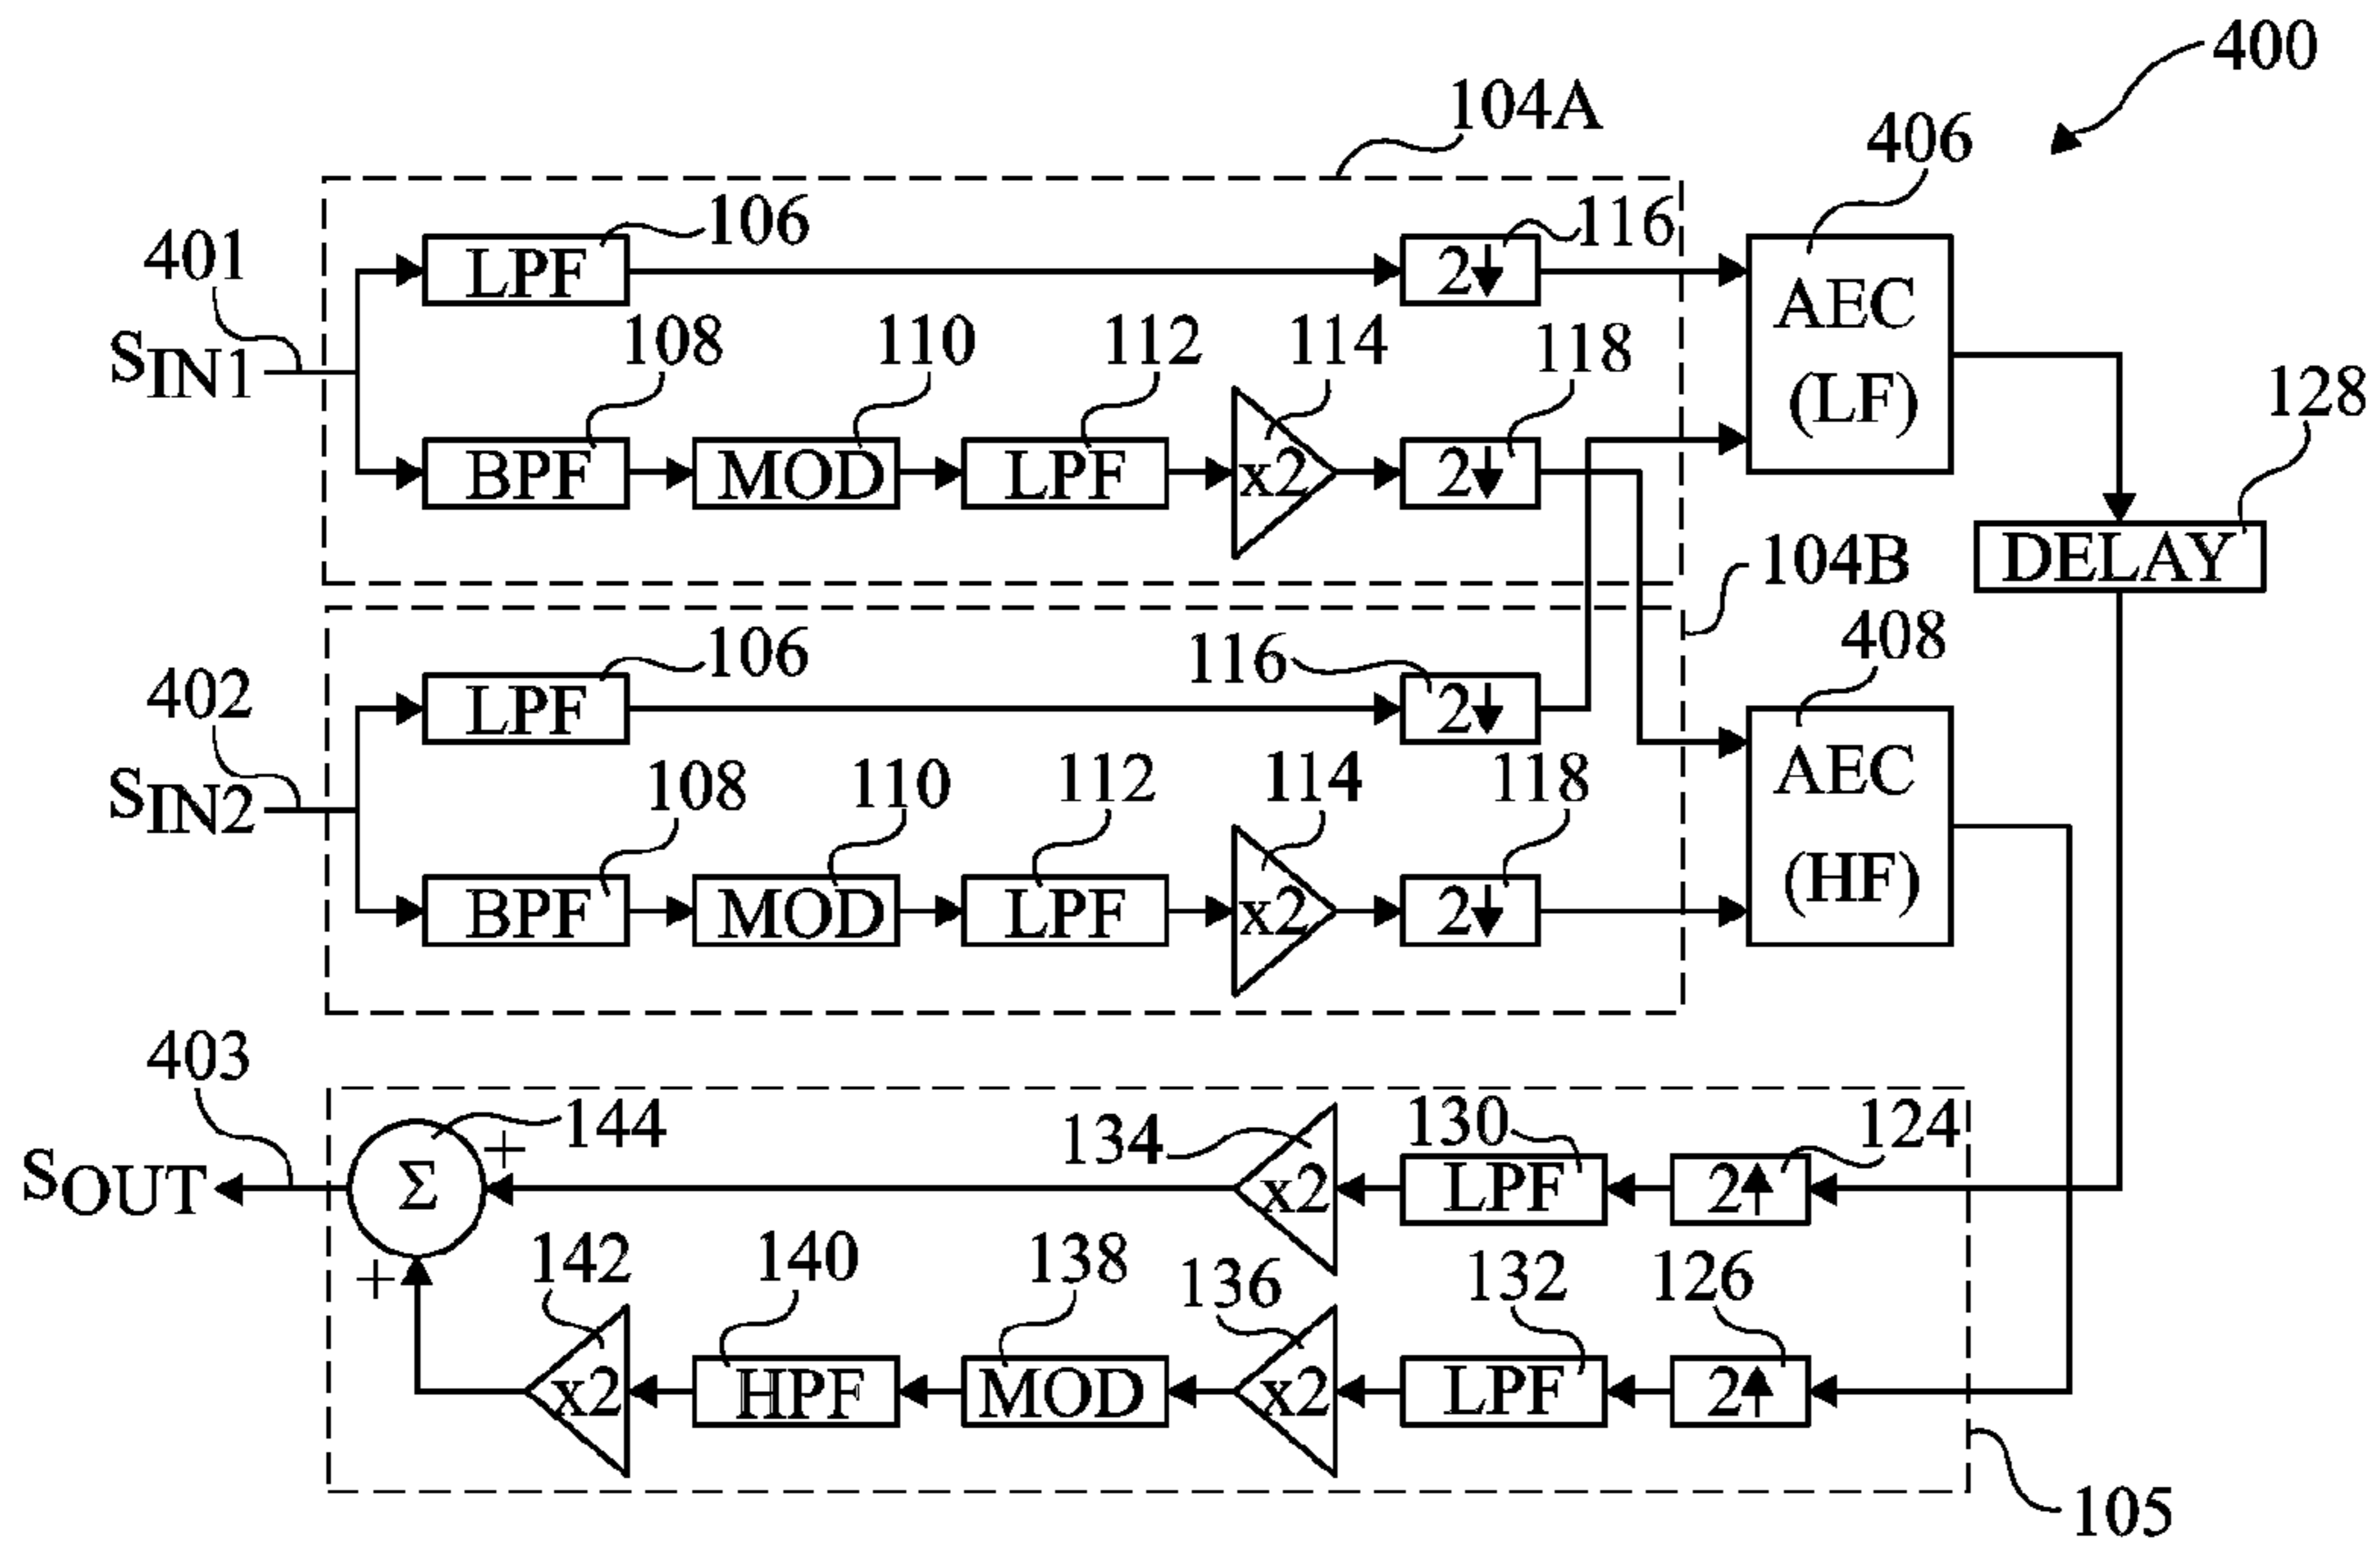 400
104A
406
106
116
401
LPF
2↓
AEC
(LF)
SIN1
108
110
112
114
118
128
BPF
MOD
LPF
x2
2↓
DELAY
104B
106
116
408
402
LPF
2↓
AEC
(HF)
SIN2
108
110
112
114
118
BPF
MOD
LPF
x2
2↓
403
144
134
130
124
+
SOUT
Σ
x2
LPF
2↑
142
140
138
136
132
126
+
x2
HPF
MOD
x2
LPF
2↑
105